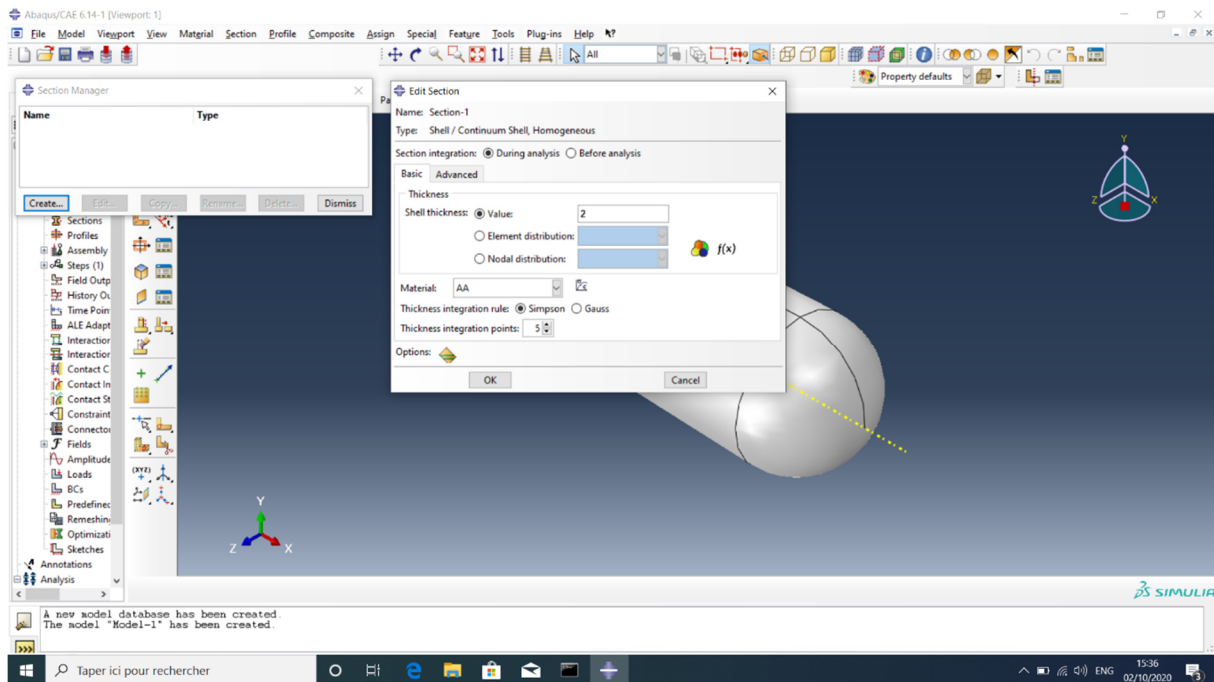 Abaqus/CAE 6.14-1 [Viewport: 1]
File Model Viewport View Material Section Profile Composite Assign Special Feature Tools Plug-ins Help
All
Property defaults
Section Manager
Name Type
Create... Edit... Copy... Rename... Delete... Dismiss
Pa
Edit Section
Name: Section-1
Type: Shell / Continuum Shell, Homogeneous
Section integration: During analysis Before analysis
Basic Advanced
Thickness
Shell thickness: Value: 2
Element distribution:
Nodal distribution:
f(x)
Material: AA
Thickness integration rule: Simpson Gauss
Thickness integration points: 5
Options:
OK Cancel
Sections
Profiles
Assembly
Steps (1)
Field Outp
History Ou
Time Poin
ALE Adapt
Interaction
Interaction
Contact C
Contact In
Contact St
Constraint
Connector
Fields
Amplitude
Loads
BCs
Predefined
Remeshing
Optimizati
Sketches
Annotations
Analysis
(XYZ)
Y
Z X
Y
Z X
SIMULIA
A new model database has been created.
The model "Model-1" has been created.
>>>
Taper ici pour rechercher
ENG
15:36
02/10/2020
3